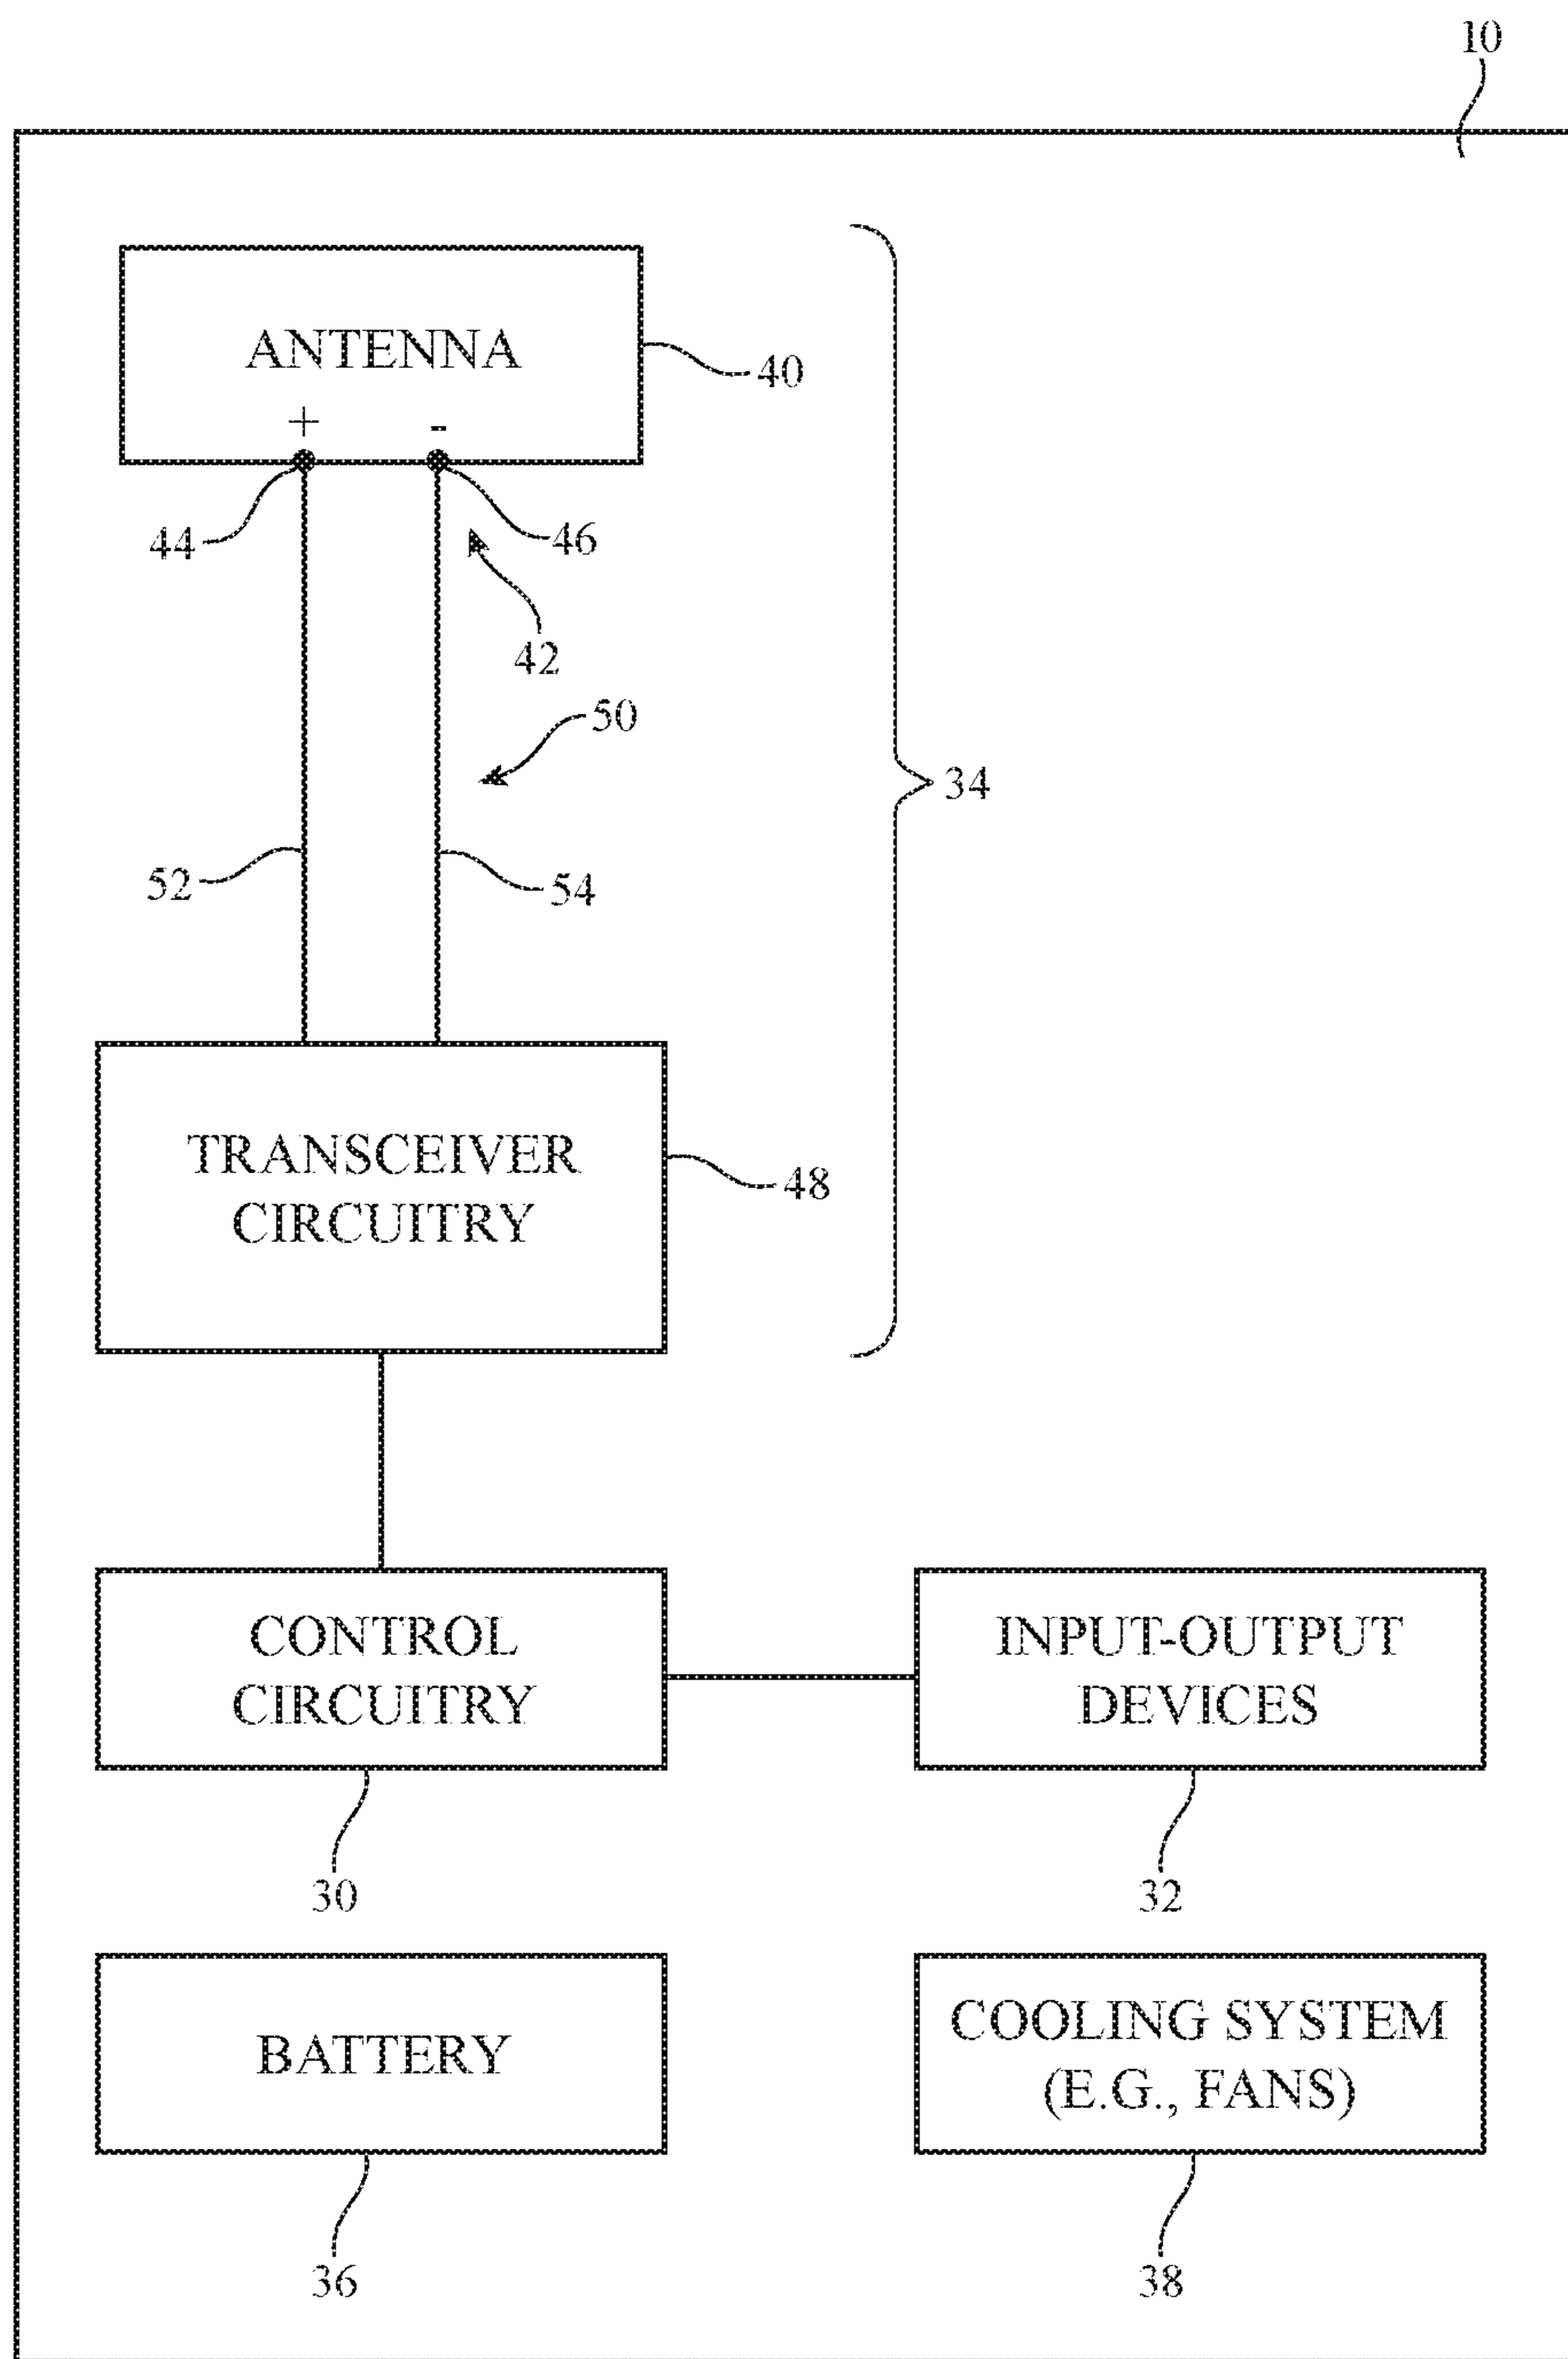 10
ANTENNA
40
+ -
44
46
42
50
34
52
54
TRANSCEIVER
CIRCUITRY
48
CONTROL
CIRCUITRY
INPUT-OUTPUT
DEVICES
30
32
BATTERY
COOLING SYSTEM
(E.G., FANS)
36
38